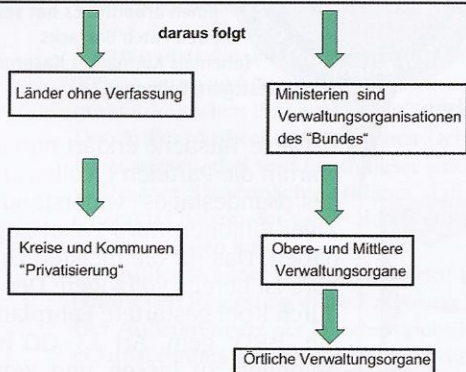 daraus folgt
Länder ohne Verfassung
Ministerien sind
Verwaltungsorganisationen
des "Bundes"
Kreise und Kommunen
"Privatisierung"
Obere- und Mittlere
Verwaltungsorgane
Örtliche Verwaltungsorgane